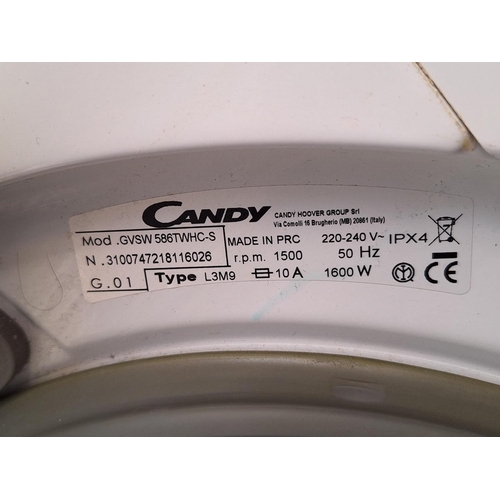 CANDY CANDY HOOVER GROUP Srl
Via Comolli 16 Brugherio (MB) 20861 (Italy)
Mod .GVSW 586TWHC-S MADE IN PRC 220-240 V~ IPX4
N .3100747218116026 r.p.m. 1500 50 Hz
G.01 Type L3M9 10 A 1600 W CE